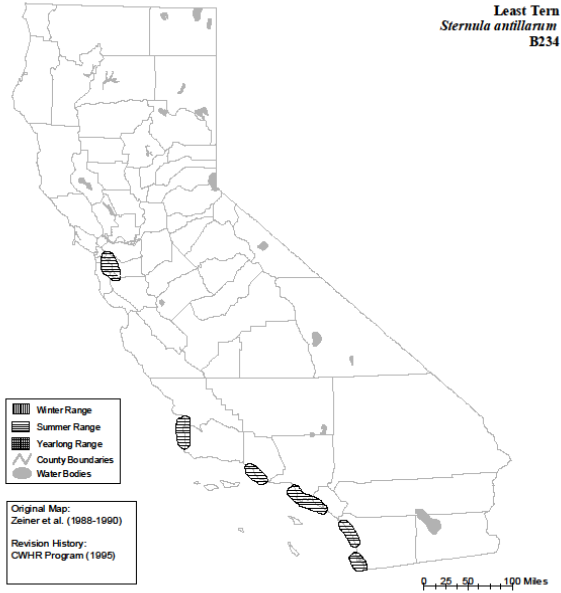 Least Tern
Sternula antillarum
B234
Winter Range
Summer Range
Yearlong Range
County Boundaries
Water Bodies
Original Map:
Zeiner et al. (1988-1990)
Revision History:
CWHR Program (1995)
0 25 50 100 Miles